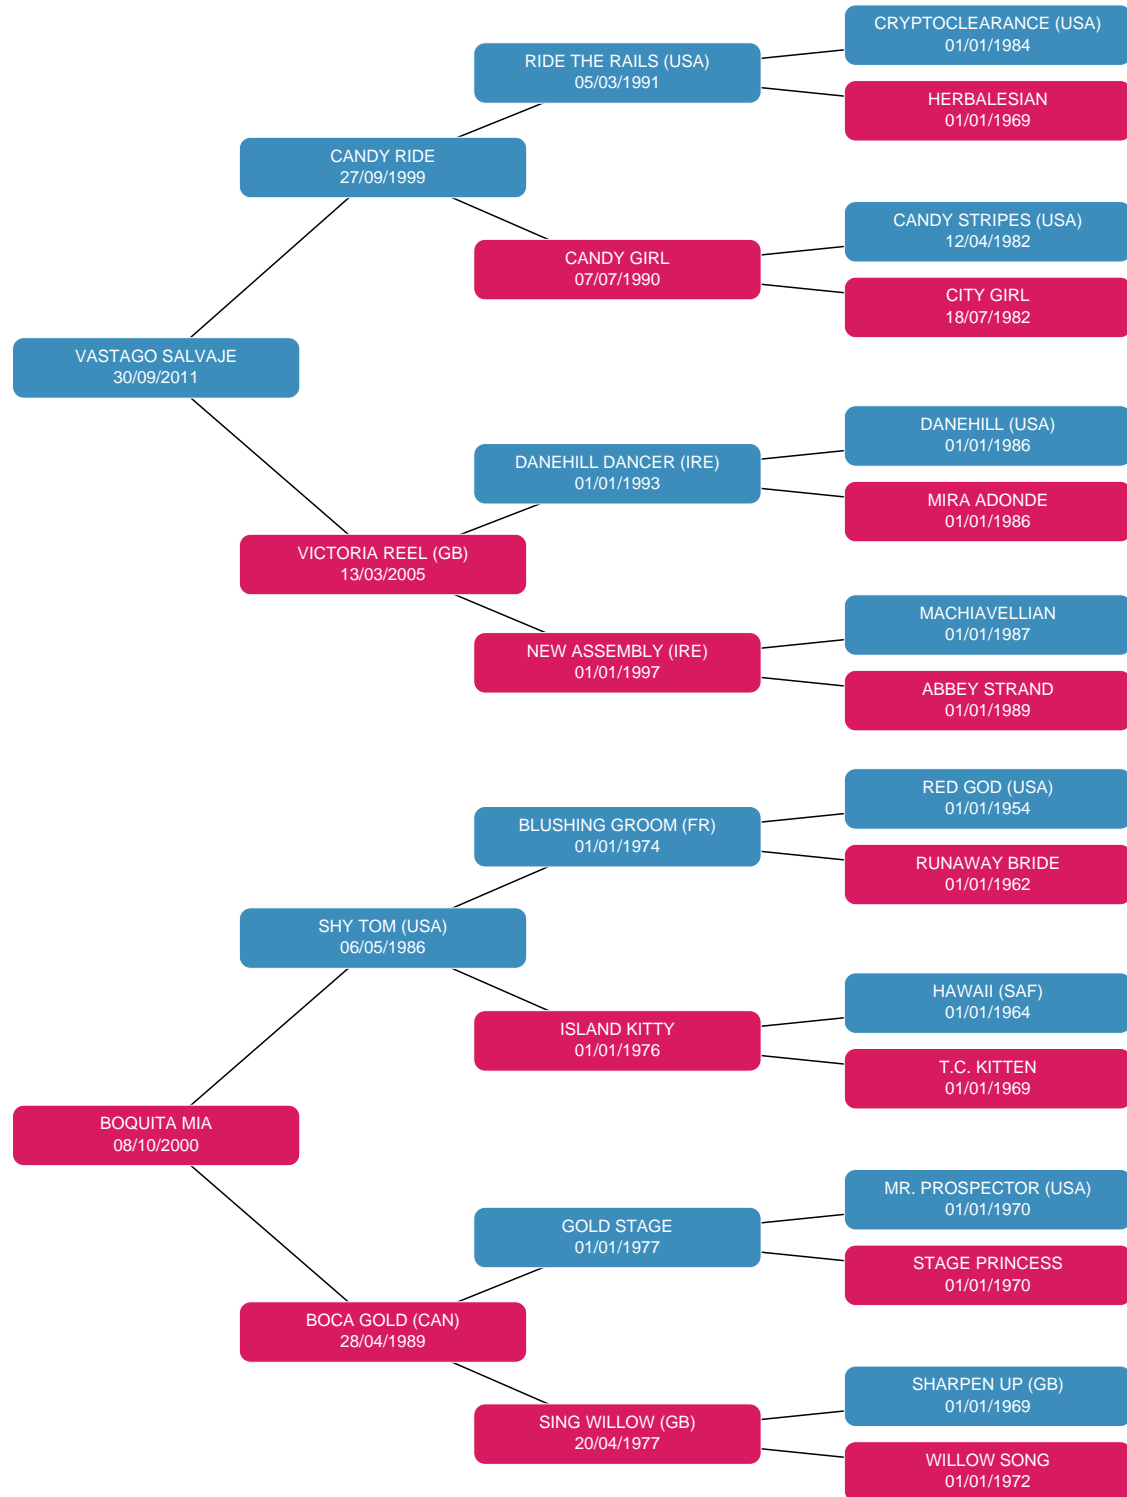 CRYPTOCLEARANCE (USA)
01/01/1984
RIDE THE RAILS (USA)
05/03/1991
HERBALESIAN
01/01/1969
CANDY RIDE
27/09/1999
CANDY STRIPES (USA)
12/04/1982
CANDY GIRL
07/07/1990
CITY GIRL
18/07/1982
VASTAGO SALVAJE
30/09/2011
DANEHILL (USA)
01/01/1986
DANEHILL DANCER (IRE)
01/01/1993
MIRA ADONDE
01/01/1986
VICTORIA REEL (GB)
13/03/2005
MACHIAVELLIAN
01/01/1987
NEW ASSEMBLY (IRE)
01/01/1997
ABBEY STRAND
01/01/1989
RED GOD (USA)
01/01/1954
BLUSHING GROOM (FR)
01/01/1974
RUNAWAY BRIDE
01/01/1962
SHY TOM (USA)
06/05/1986
HAWAII (SAF)
01/01/1964
ISLAND KITTY
01/01/1976
T.C. KITTEN
01/01/1969
BOQUITA MIA
08/10/2000
MR. PROSPECTOR (USA)
01/01/1970
GOLD STAGE
01/01/1977
STAGE PRINCESS
01/01/1970
BOCA GOLD (CAN)
28/04/1989
SHARPEN UP (GB)
01/01/1969
SING WILLOW (GB)
20/04/1977
WILLOW SONG
01/01/1972